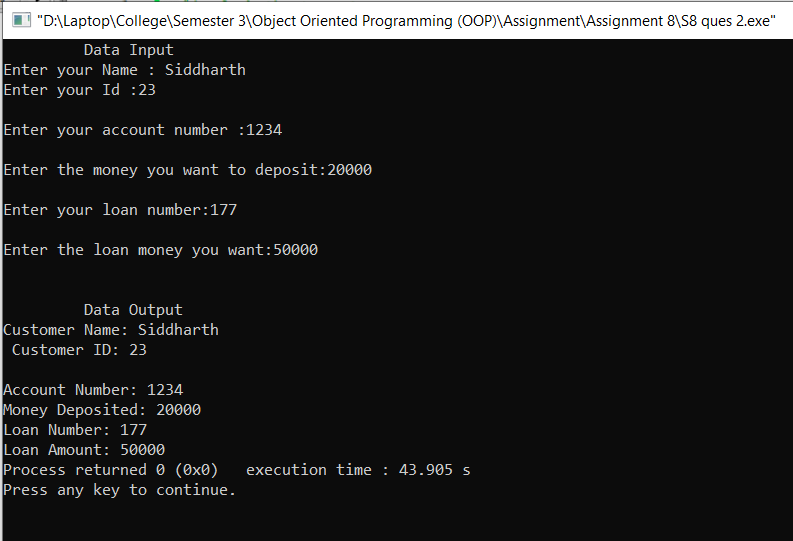 "D:\Laptop\College\Semester 3\Object Oriented Programming (OOP)\Assignment\Assignment 8\S8 ques 2.exe"
Data Input
Enter your Name : Siddharth
Enter your Id :23
Enter your account number :1234
Enter the money you want to deposit:20000
Enter your loan number:177
Enter the loan money you want:50000
Data Output
Customer Name: Siddharth
Customer ID: 23
Account Number: 1234
Money Deposited: 20000
Loan Number: 177
Loan Amount: 50000
Process returned 0 (0x0)   execution time : 43.905 s
Press any key to continue.